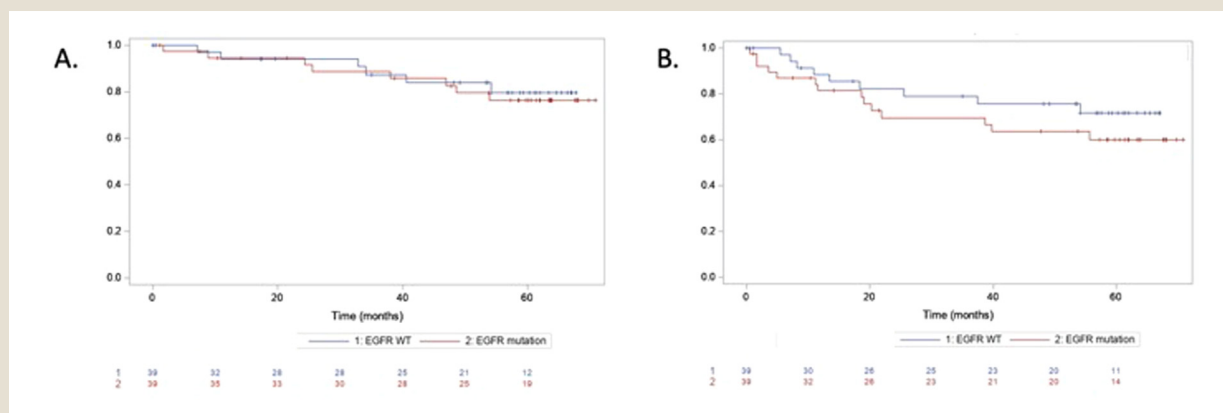 A.
1.0
0.8
0.6
0.4
0.2
0.0
0 20 40 60
Time (months)
1: EGFR WT 2: EGFR mutation
1 39 32 28 28 25 21 12
2 39 35 33 30 28 25 19
B.
1.0
0.8
0.6
0.4
0.2
0.0
0 20 40 60
Time (months)
1: EGFR WT 2: EGFR mutation
1 39 30 26 25 23 20 11
2 39 32 26 23 21 20 14